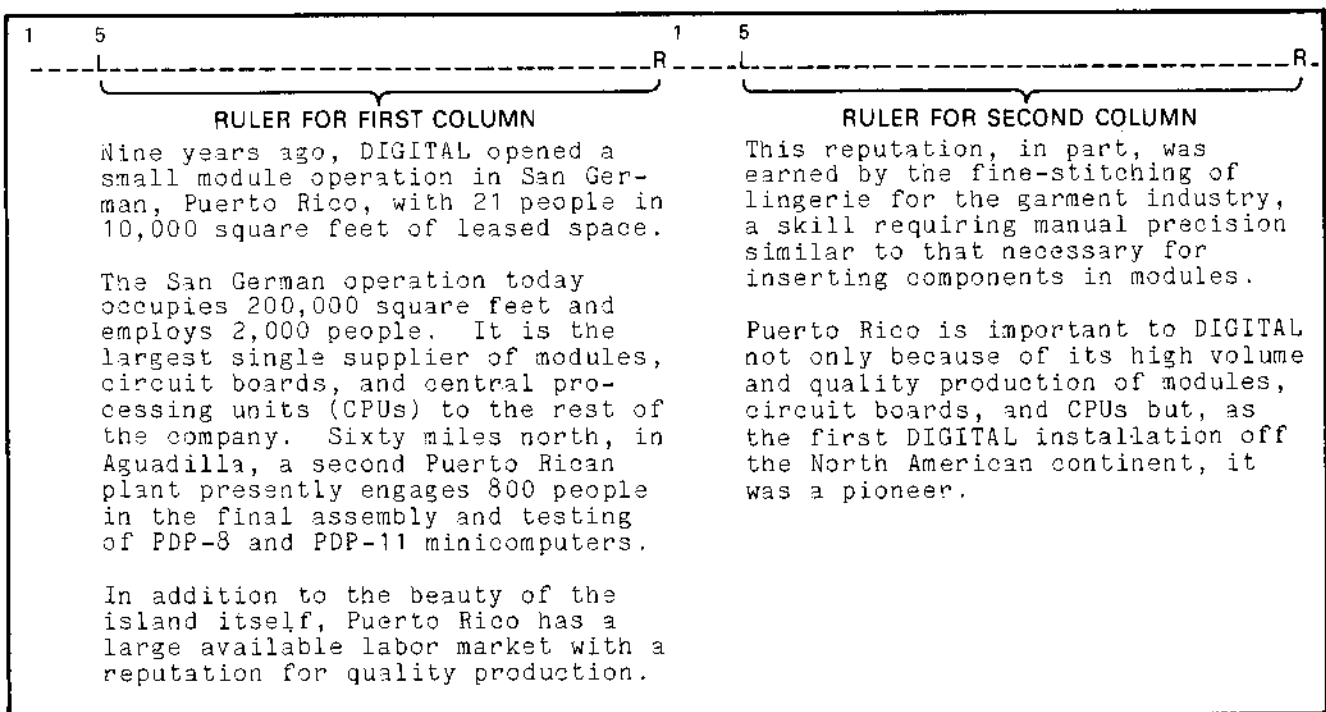 1 5 1 5
----L----------------------------------R----L----------------------------------R-
RULER FOR FIRST COLUMN
Nine years ago, DIGITAL opened a
small module operation in San Ger-
man, Puerto Rico, with 21 people in
10,000 square feet of leased space.
The San German operation today
occupies 200,000 square feet and
employs 2,000 people.  It is the
largest single supplier of modules,
circuit boards, and central pro-
cessing units (CPUs) to the rest of
the company.  Sixty miles north, in
Aguadilla, a second Puerto Rican
plant presently engages 800 people
in the final assembly and testing
of PDP-8 and PDP-11 minicomputers.
In addition to the beauty of the
island itself, Puerto Rico has a
large available labor market with a
reputation for quality production.
RULER FOR SECOND COLUMN
This reputation, in part, was
earned by the fine-stitching of
lingerie for the garment industry,
a skill requiring manual precision
similar to that necessary for
inserting components in modules.
Puerto Rico is important to DIGITAL
not only because of its high volume
and quality production of modules,
circuit boards, and CPUs but, as
the first DIGITAL installation off
the North American continent, it
was a pioneer.